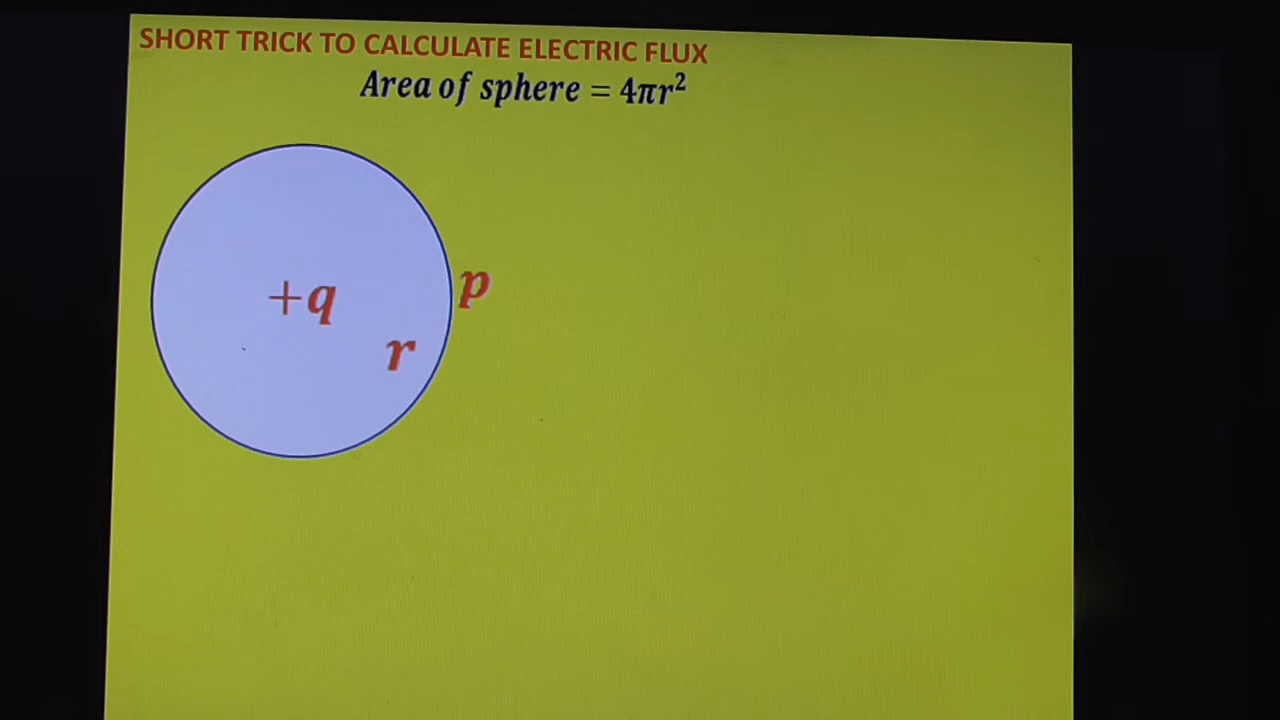 SHORT TRICK TO CALCULATE ELECTRIC FLUX
Area of sphere = 4πr²
+q
p
r